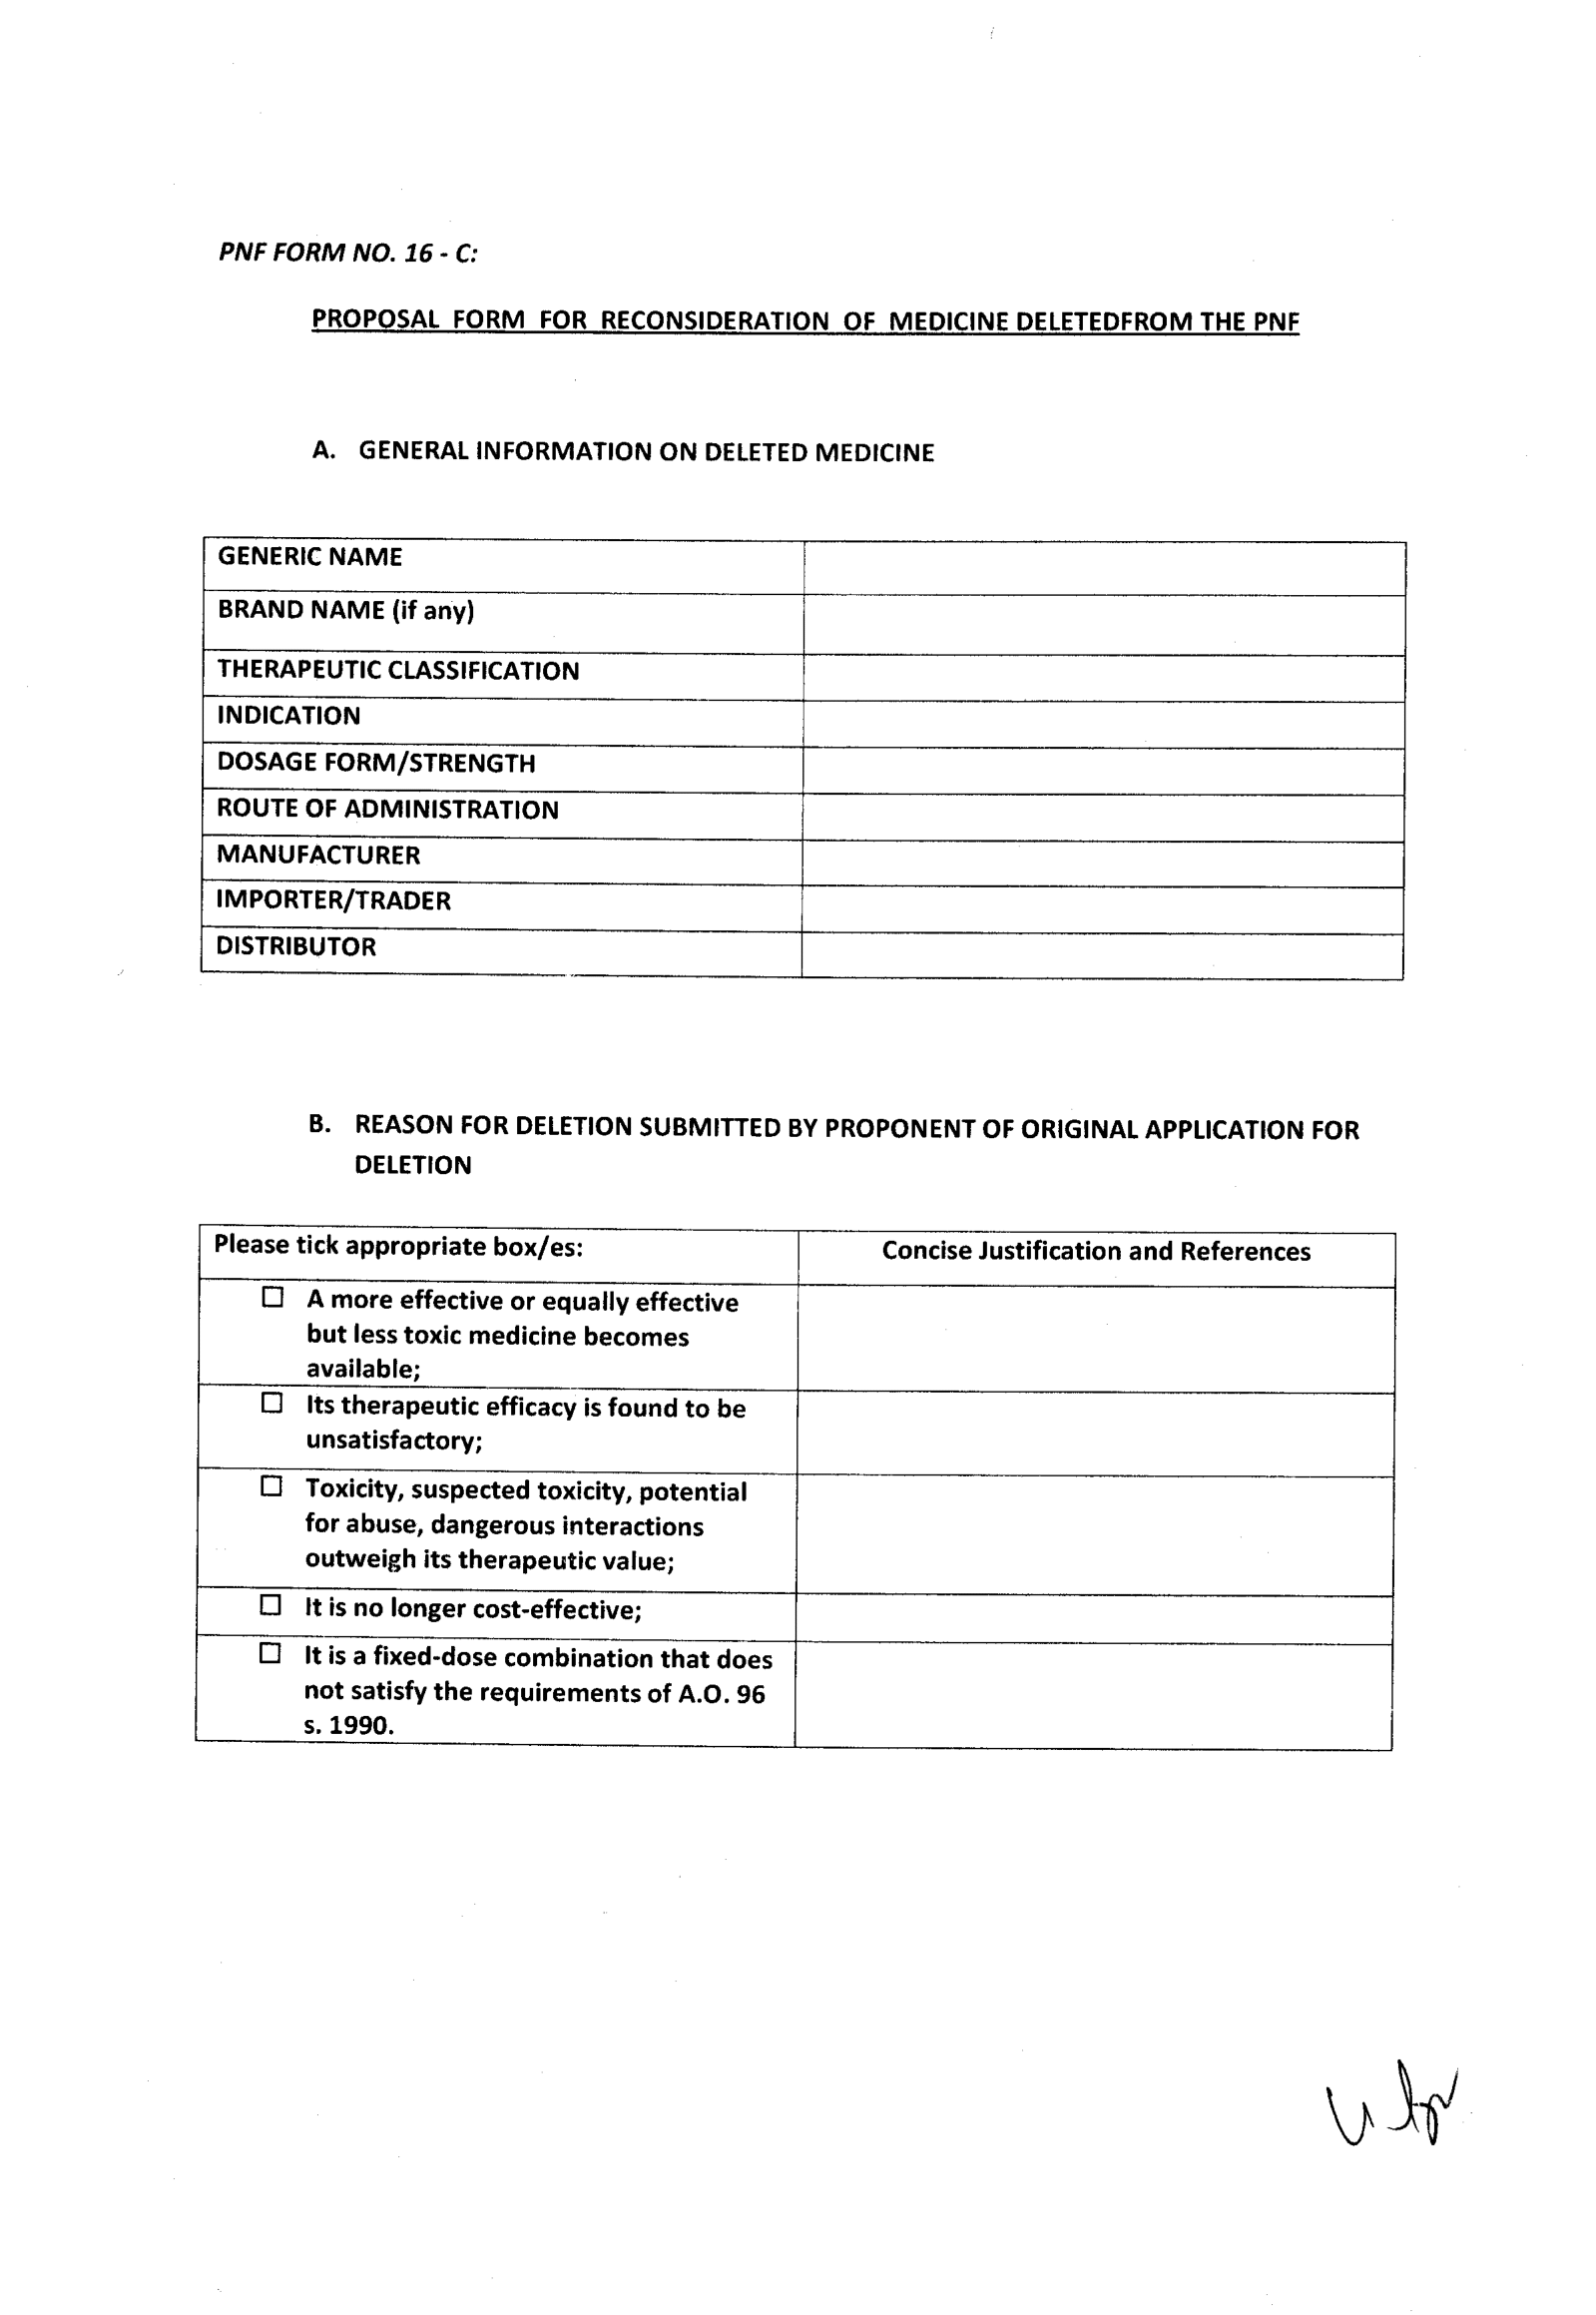 PNF FORM NO. 16 - C:
PROPOSAL FORM FOR RECONSIDERATION OF MEDICINE DELETEDFROM THE PNF
A. GENERAL INFORMATION ON DELETED MEDICINE
GENERIC NAME
BRAND NAME (if any)
THERAPEUTIC CLASSIFICATION
INDICATION
DOSAGE FORM/STRENGTH
ROUTE OF ADMINISTRATION
MANUFACTURER
IMPORTER/TRADER
DISTRIBUTOR
B. REASON FOR DELETION SUBMITTED BY PROPONENT OF ORIGINAL APPLICATION FOR
DELETION
Please tick appropriate box/es:
Concise Justification and References
☐ A more effective or equally effective
but less toxic medicine becomes
available;
☐ Its therapeutic efficacy is found to be
unsatisfactory;
☐ Toxicity, suspected toxicity, potential
for abuse, dangerous interactions
outweigh its therapeutic value;
☐ It is no longer cost-effective;
☐ It is a fixed-dose combination that does
not satisfy the requirements of A.O. 96
s. 1990.